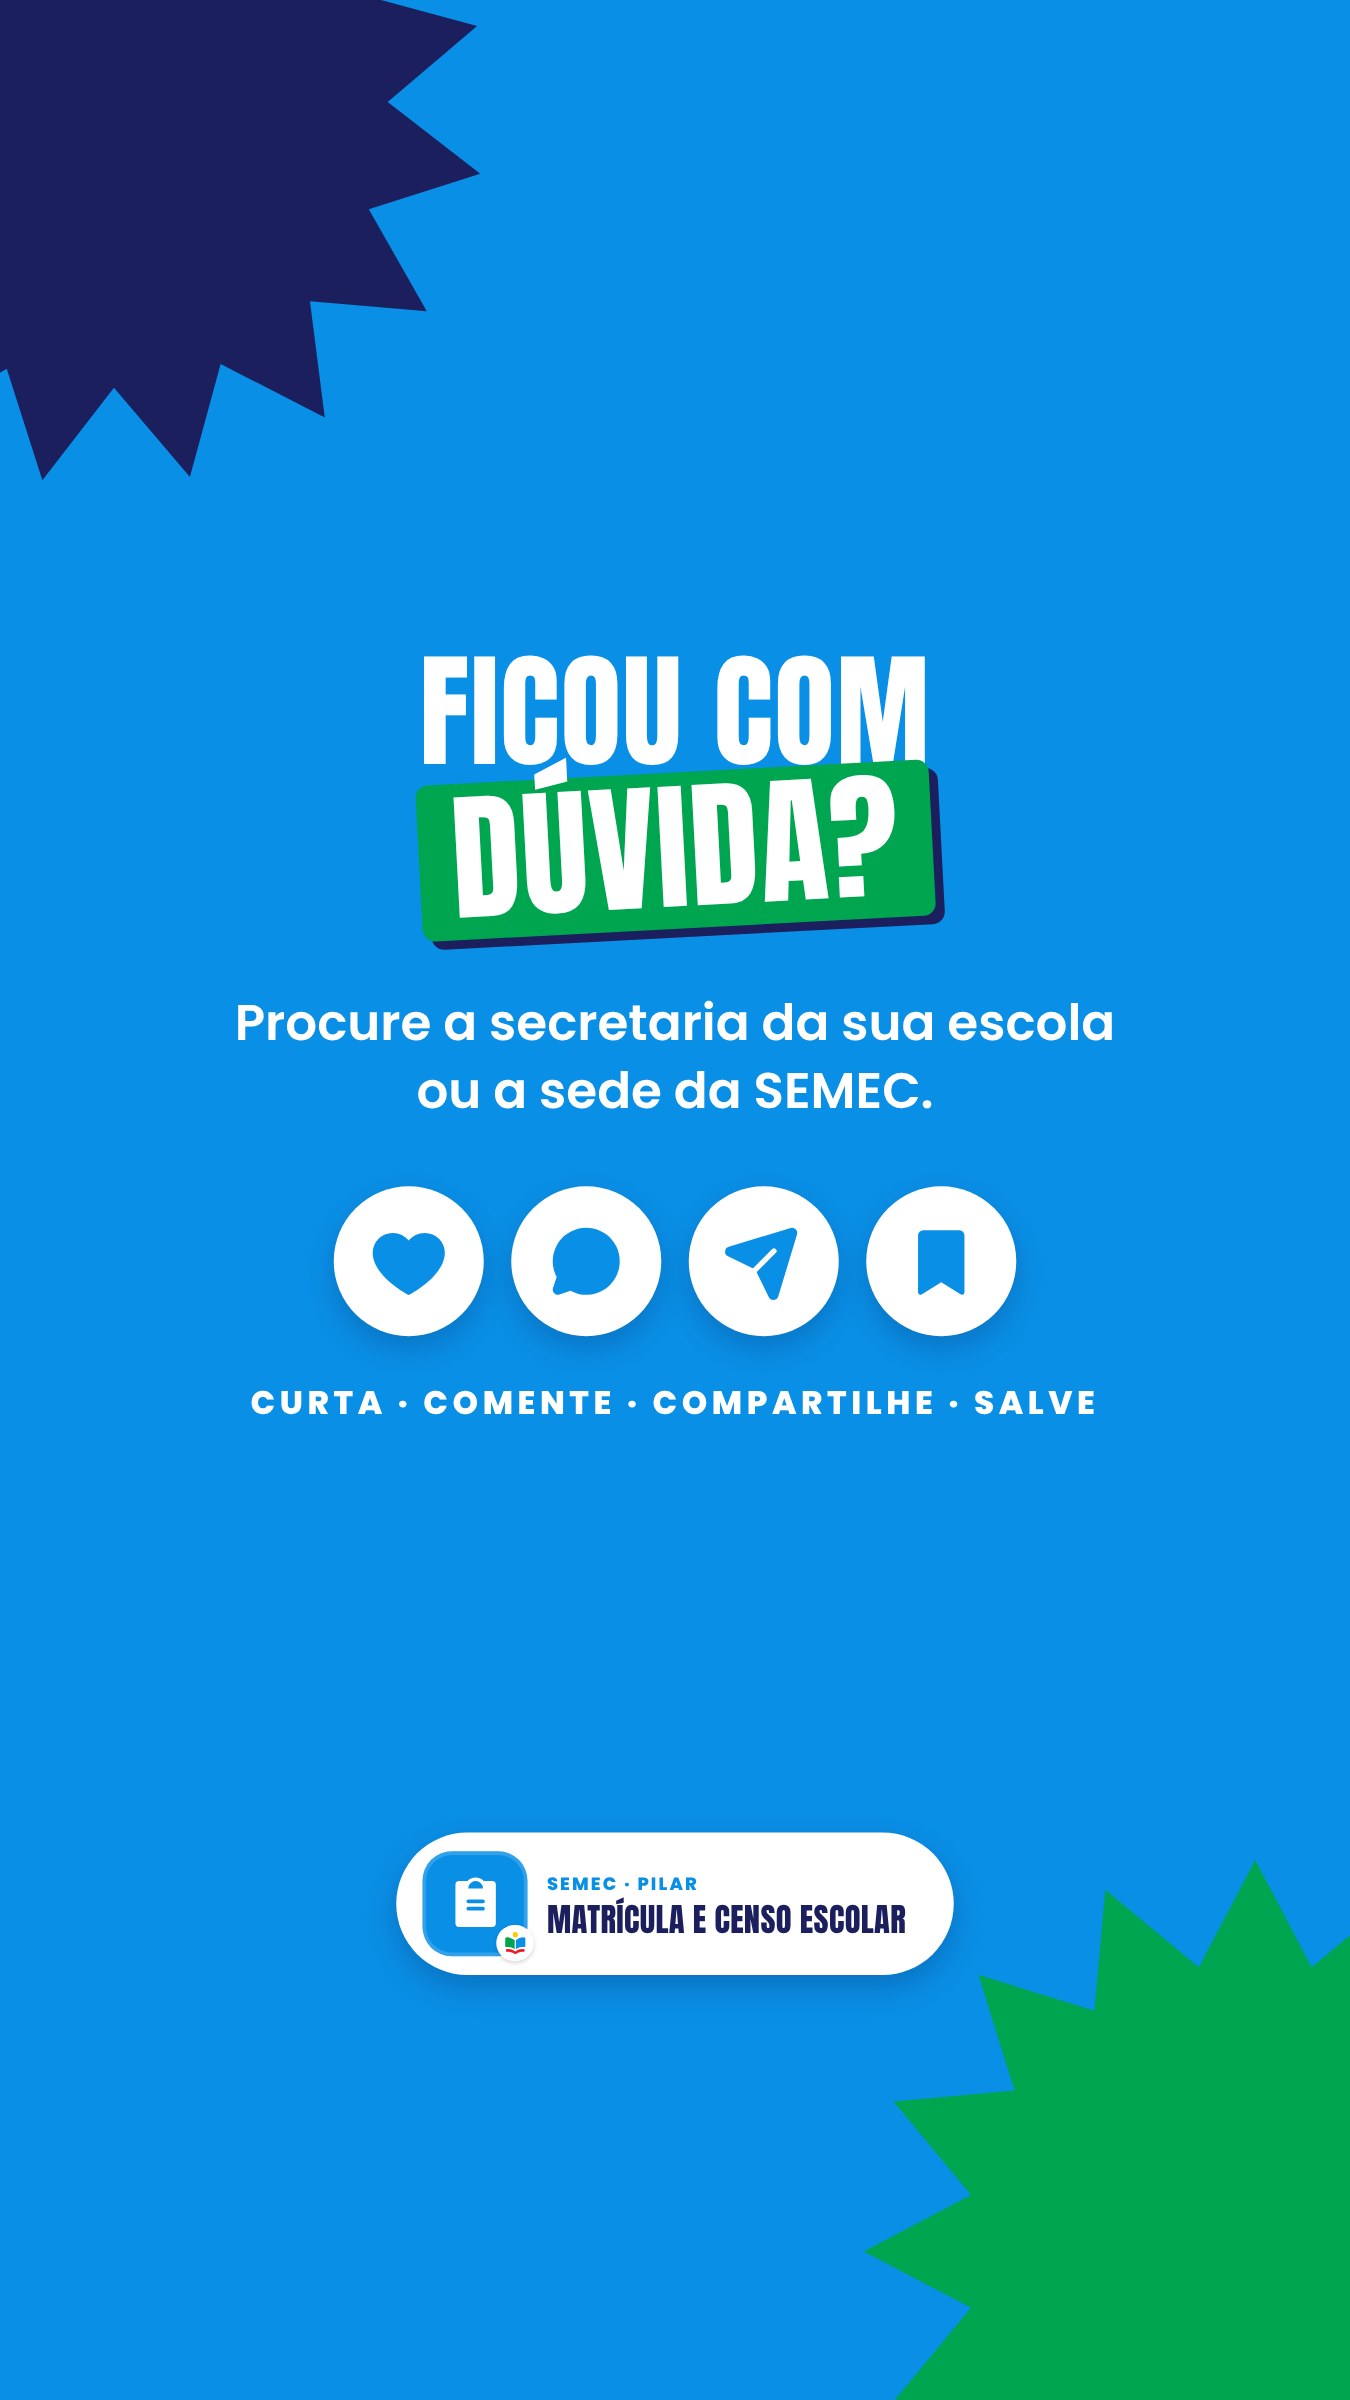 FICOU COM
DÚVIDA?
Procure a secretaria da sua escola
ou a sede da SEMEC.
CURTA · COMENTE · COMPARTILHE · SALVE
SEMEC · PILAR
MATRÍCULA E CENSO ESCOLAR